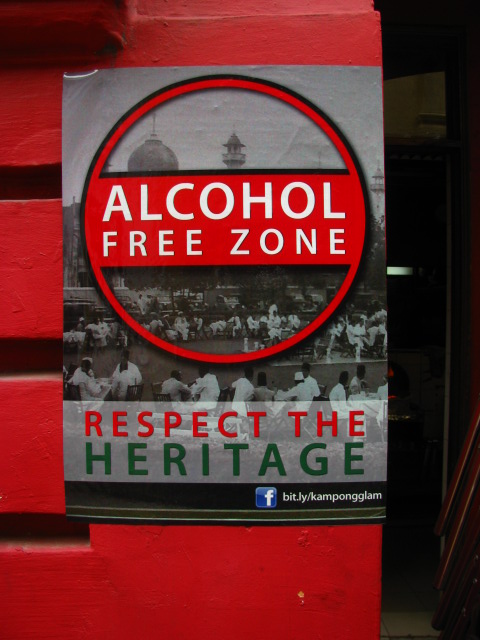 ALCOHOL
FREE ZONE
RESPECT THE
HERITAGE
f bit.ly/kampongglam